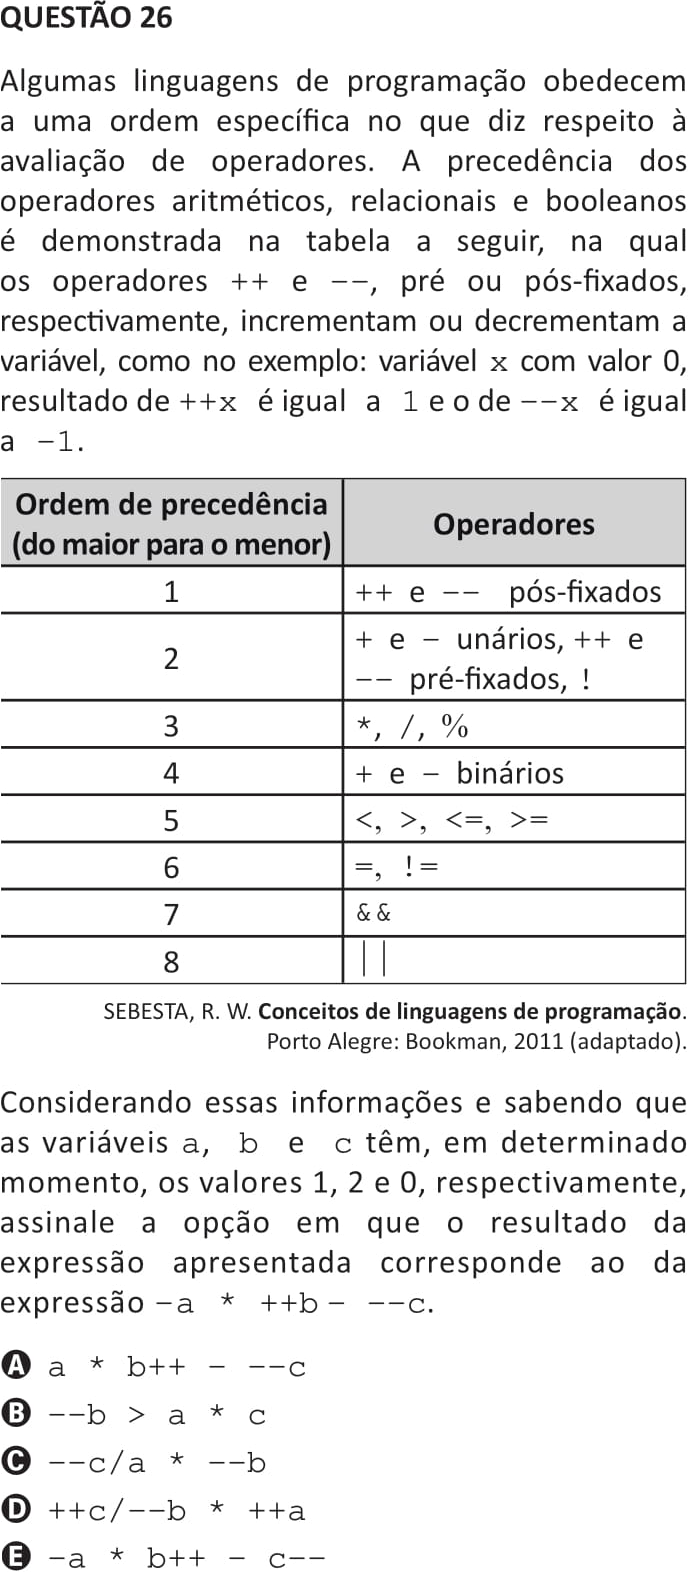 QUESTÃO 26
Algumas linguagens de programação obedecem
a uma ordem específica no que diz respeito à
avaliação de operadores. A precedência dos
operadores aritméticos, relacionais e booleanos
é demonstrada na tabela a seguir, na qual
os operadores ++ e --, pré ou pós-fixados,
respectivamente, incrementam ou decrementam a
variável, como no exemplo: variável x com valor 0,
resultado de ++x é igual a 1 e o de --x é igual
a -1.
Ordem de precedência
(do maior para o menor)
Operadores
1 ++ e -- pós-fixados
2 + e - unários, ++ e
-- pré-fixados, !
3 *, /, %
4 + e - binários
5 <, >, <=, >=
6 =, !=
7 &&
8 ||
SEBESTA, R. W. Conceitos de linguagens de programação.
Porto Alegre: Bookman, 2011 (adaptado).
Considerando essas informações e sabendo que
as variáveis a, b e c têm, em determinado
momento, os valores 1, 2 e 0, respectivamente,
assinale a opção em que o resultado da
expressão apresentada corresponde ao da
expressão -a * ++b - --c.
A a * b++ - --c
B --b > a * c
C --c/a * --b
D ++c/--b * ++a
E -a * b++ - c--